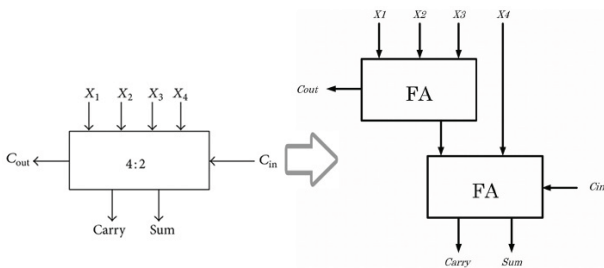 X1 X2 X3 X4
Cout
FA
FA
Cin
Carry Sum
X1 X2 X3 X4
Cout
4:2
Cin
Carry Sum